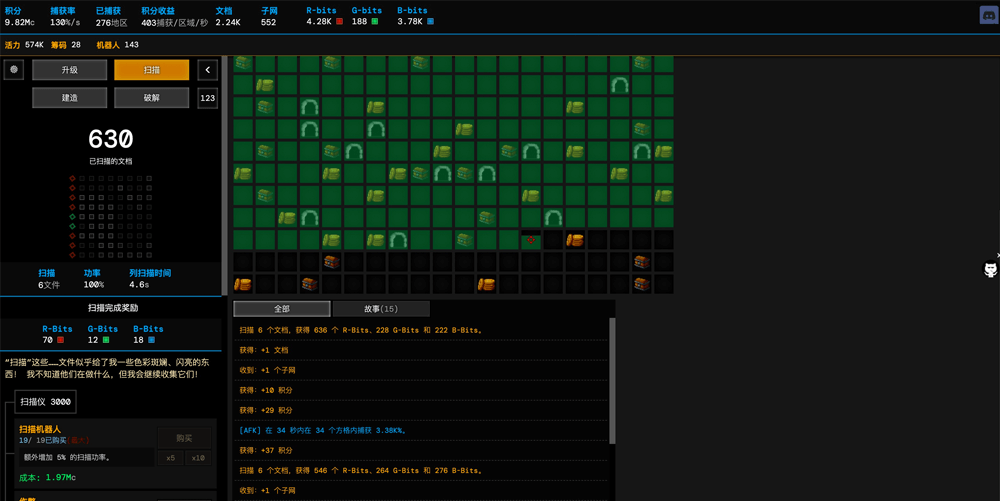 积分 捕获率 已捕获 积分收益 文档 子网 R-bits G-bits B-bits
9.82Mc 130%/s 276地区 403捕获/区域/秒 2.24K 552 4.28K 188 3.78K
活力 574K 筹码 28 机器人 143
升级 扫描
建造 破解 123
630
已扫描的文档
扫描 功率 列扫描时间
6文件 100% 4.6s
扫描完成奖励
R-Bits G-Bits B-Bits
70 12 18
“扫描”这些……文件似乎给了我一些色彩斑斓、闪亮的东
西！ 我不知道他们在做什么，但我会继续收集它们！
扫描仪 3000
扫描机器人
19/ 19已购买[最大]
购买
额外增加 5% 的扫描功率。
x5 x10
成本: 1.97Mc
全部 故事(15)
扫描 6 个文档，获得 636 个 R-Bits、228 G-Bits 和 222 B-Bits。
获得：+1 文档
收到：+1 个子网
获得：+10 积分
获得：+29 积分
[AFK] 在 34 秒内在 34 个方格内捕获 3.38K%。
获得：+37 积分
扫描 6 个文档，获得 546 个 R-Bits、264 G-Bits 和 276 B-Bits。
收到：+1 个子网